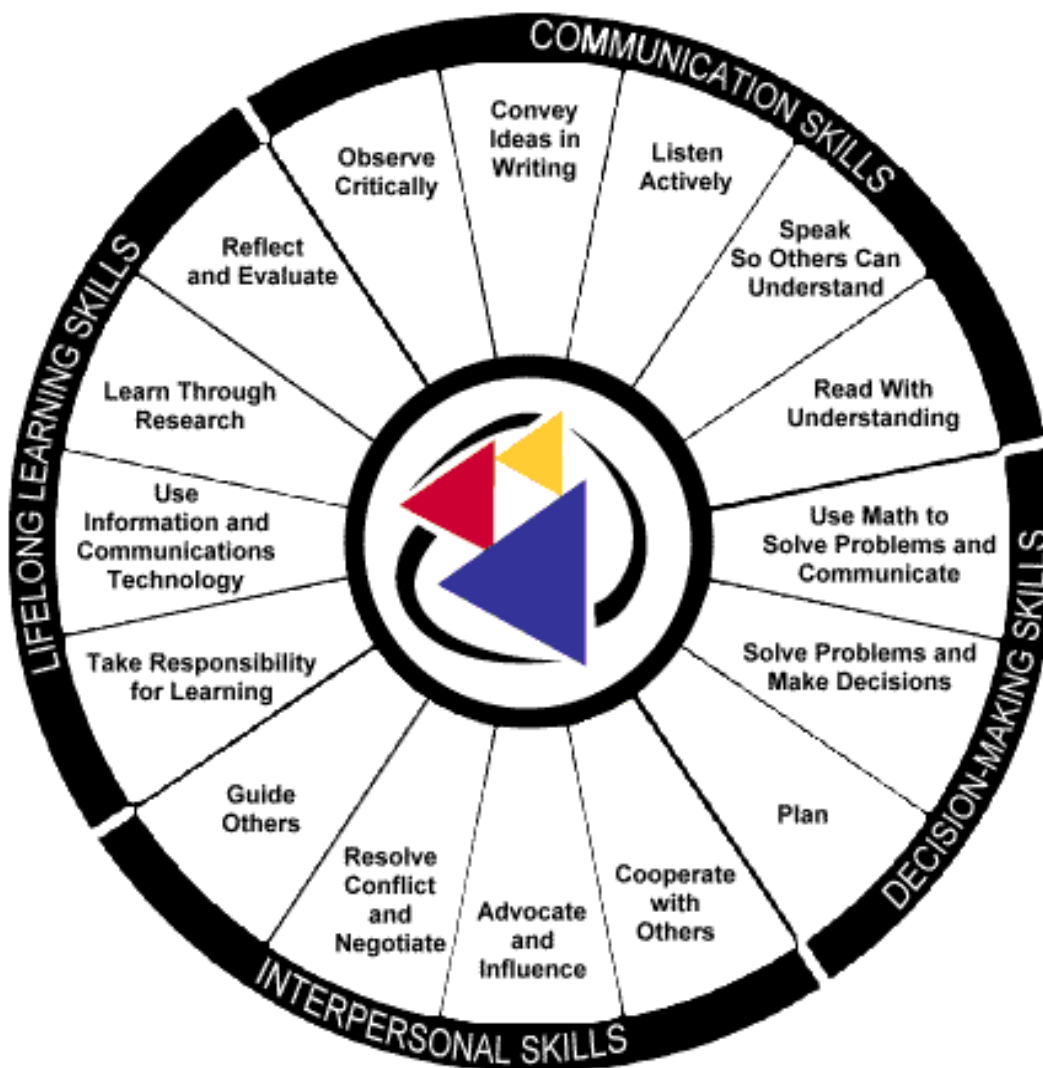 COMMUNICATION SKILLS
Observe
Critically
Convey
Ideas in
Writing
Listen
Actively
Speak
So Others Can
Understand
Read With
Understanding
DECISION-MAKING SKILLS
Use Math to
Solve Problems and
Communicate
Solve Problems and
Make Decisions
Plan
INTERPERSONAL SKILLS
Cooperate
with
Others
Advocate
and
Influence
Resolve
Conflict
and
Negotiate
Guide
Others
LIFELONG LEARNING SKILLS
Take Responsibility
for Learning
Use
Information and
Communications
Technology
Learn Through
Research
Reflect
and Evaluate